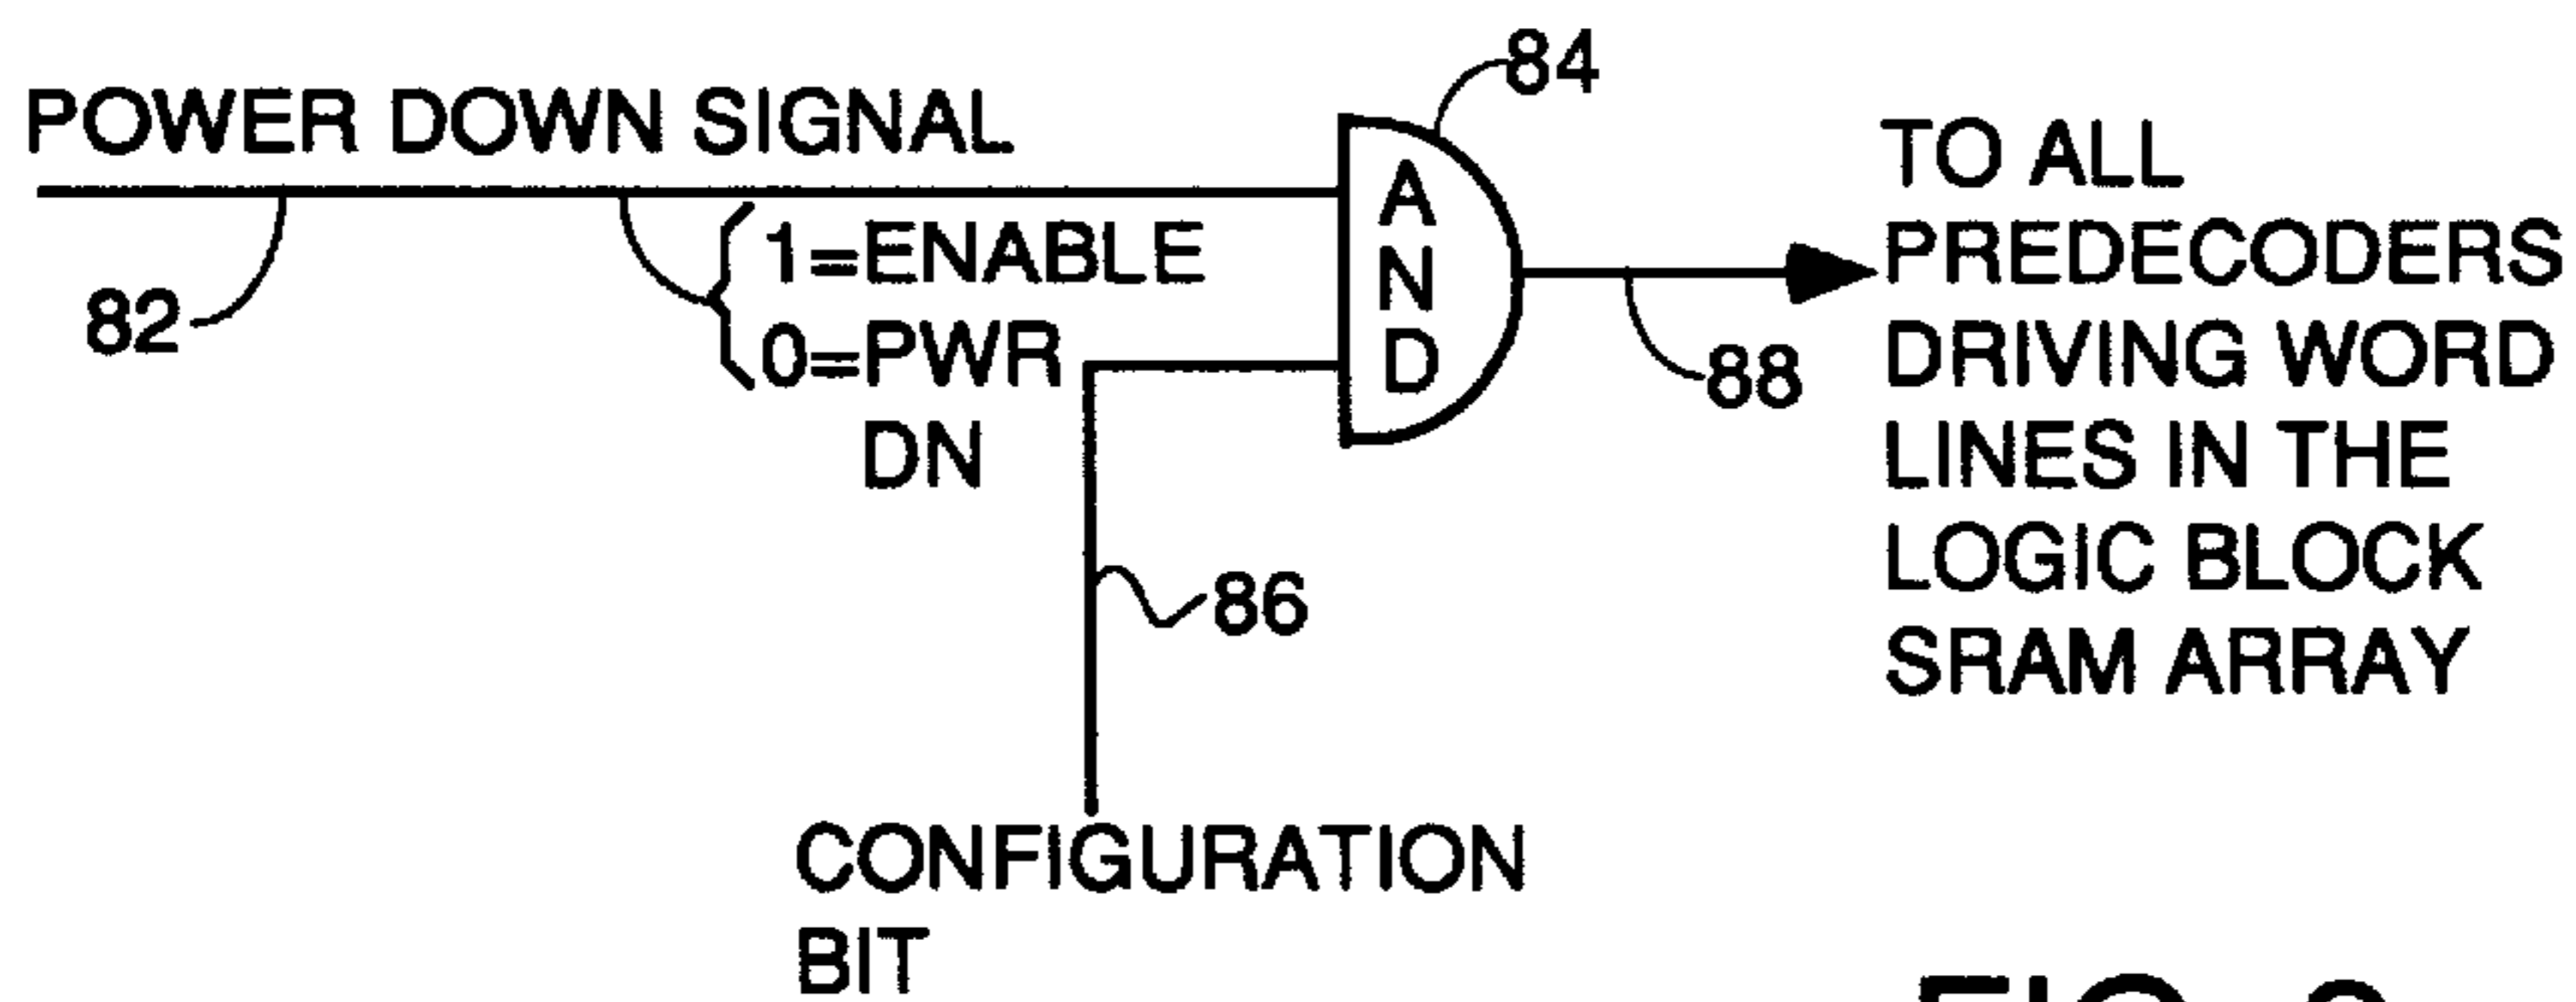 POWER DOWN SIGNAL
82
1=ENABLE
0=PWR
DN
84
A
N
D
86
CONFIGURATION
BIT
88
TO ALL
PREDECODERS
DRIVING WORD
LINES IN THE
LOGIC BLOCK
SRAM ARRAY